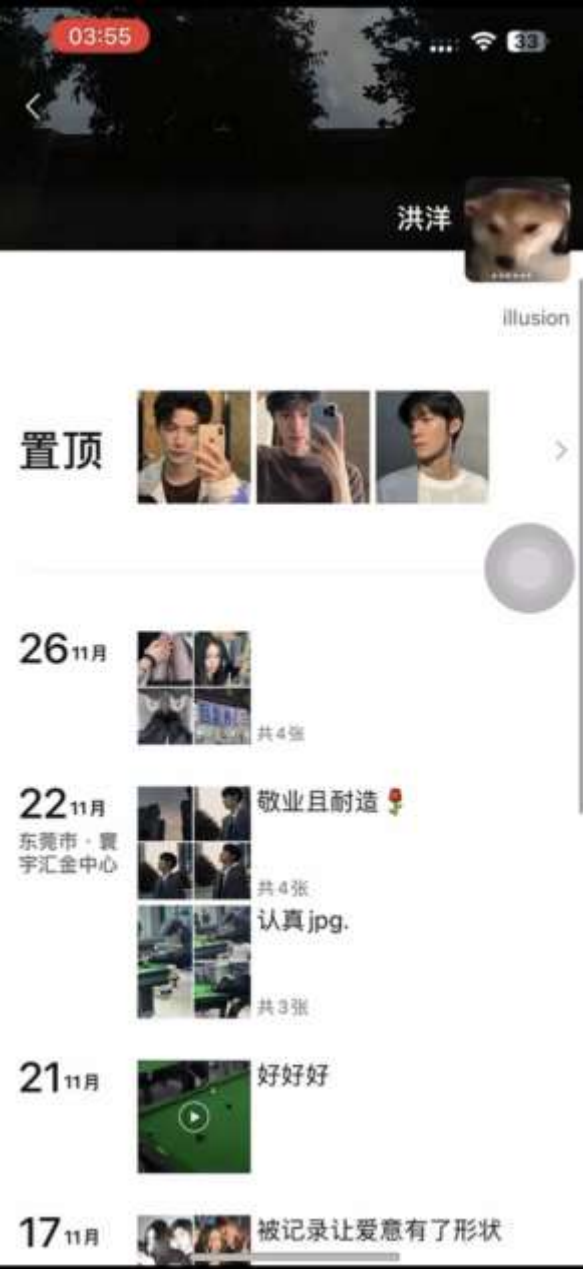 03:55
33
洪洋
illusion
置顶
26 11月
共4张
22 11月
敬业且耐造🌹
东莞市·寰
宇汇金中心
共4张
认真jpg.
共3张
21 11月
好好好
17 11月
被记录让爱意有了形状